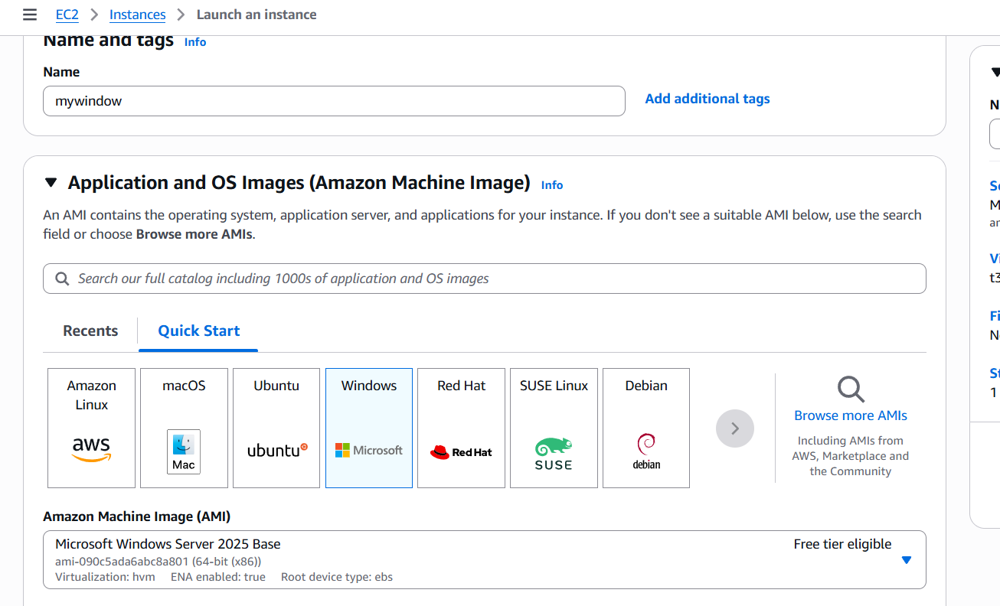 EC2 > Instances > Launch an instance
Name and tags Info
Name
mywindow
Add additional tags
Application and OS Images (Amazon Machine Image) Info
An AMI contains the operating system, application server, and applications for your instance. If you don't see a suitable AMI below, use the search
field or choose Browse more AMIs.
Search our full catalog including 1000s of application and OS images
Recents
Quick Start
Amazon
Linux
aws
macOS
Mac
Ubuntu
ubuntu
Windows
Microsoft
Red Hat
Red Hat
SUSE Linux
SUSE
Debian
debian
Browse more AMIs
Including AMIs from
AWS, Marketplace and
the Community
Amazon Machine Image (AMI)
Microsoft Windows Server 2025 Base
Free tier eligible
ami-090c5ada6abc8a801 (64-bit (x86))
Virtualization: hvm ENA enabled: true Root device type: ebs
t3
1